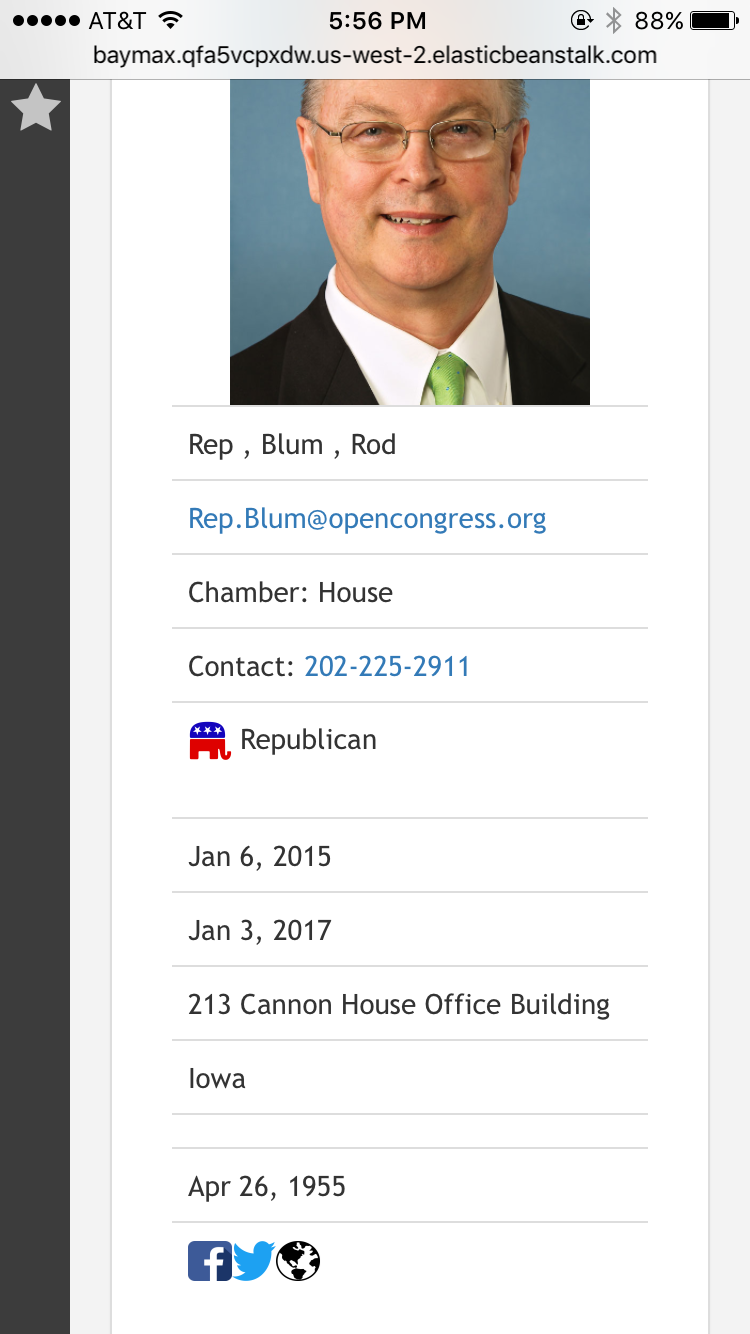 ●●●●● AT&T 5:56 PM 88%
baymax.qfa5vcpxdw.us-west-2.elasticbeanstalk.com
Rep , Blum , Rod
Rep.Blum@opencongress.org
Chamber: House
Contact: 202-225-2911
Republican
Jan 6, 2015
Jan 3, 2017
213 Cannon House Office Building
Iowa
Apr 26, 1955